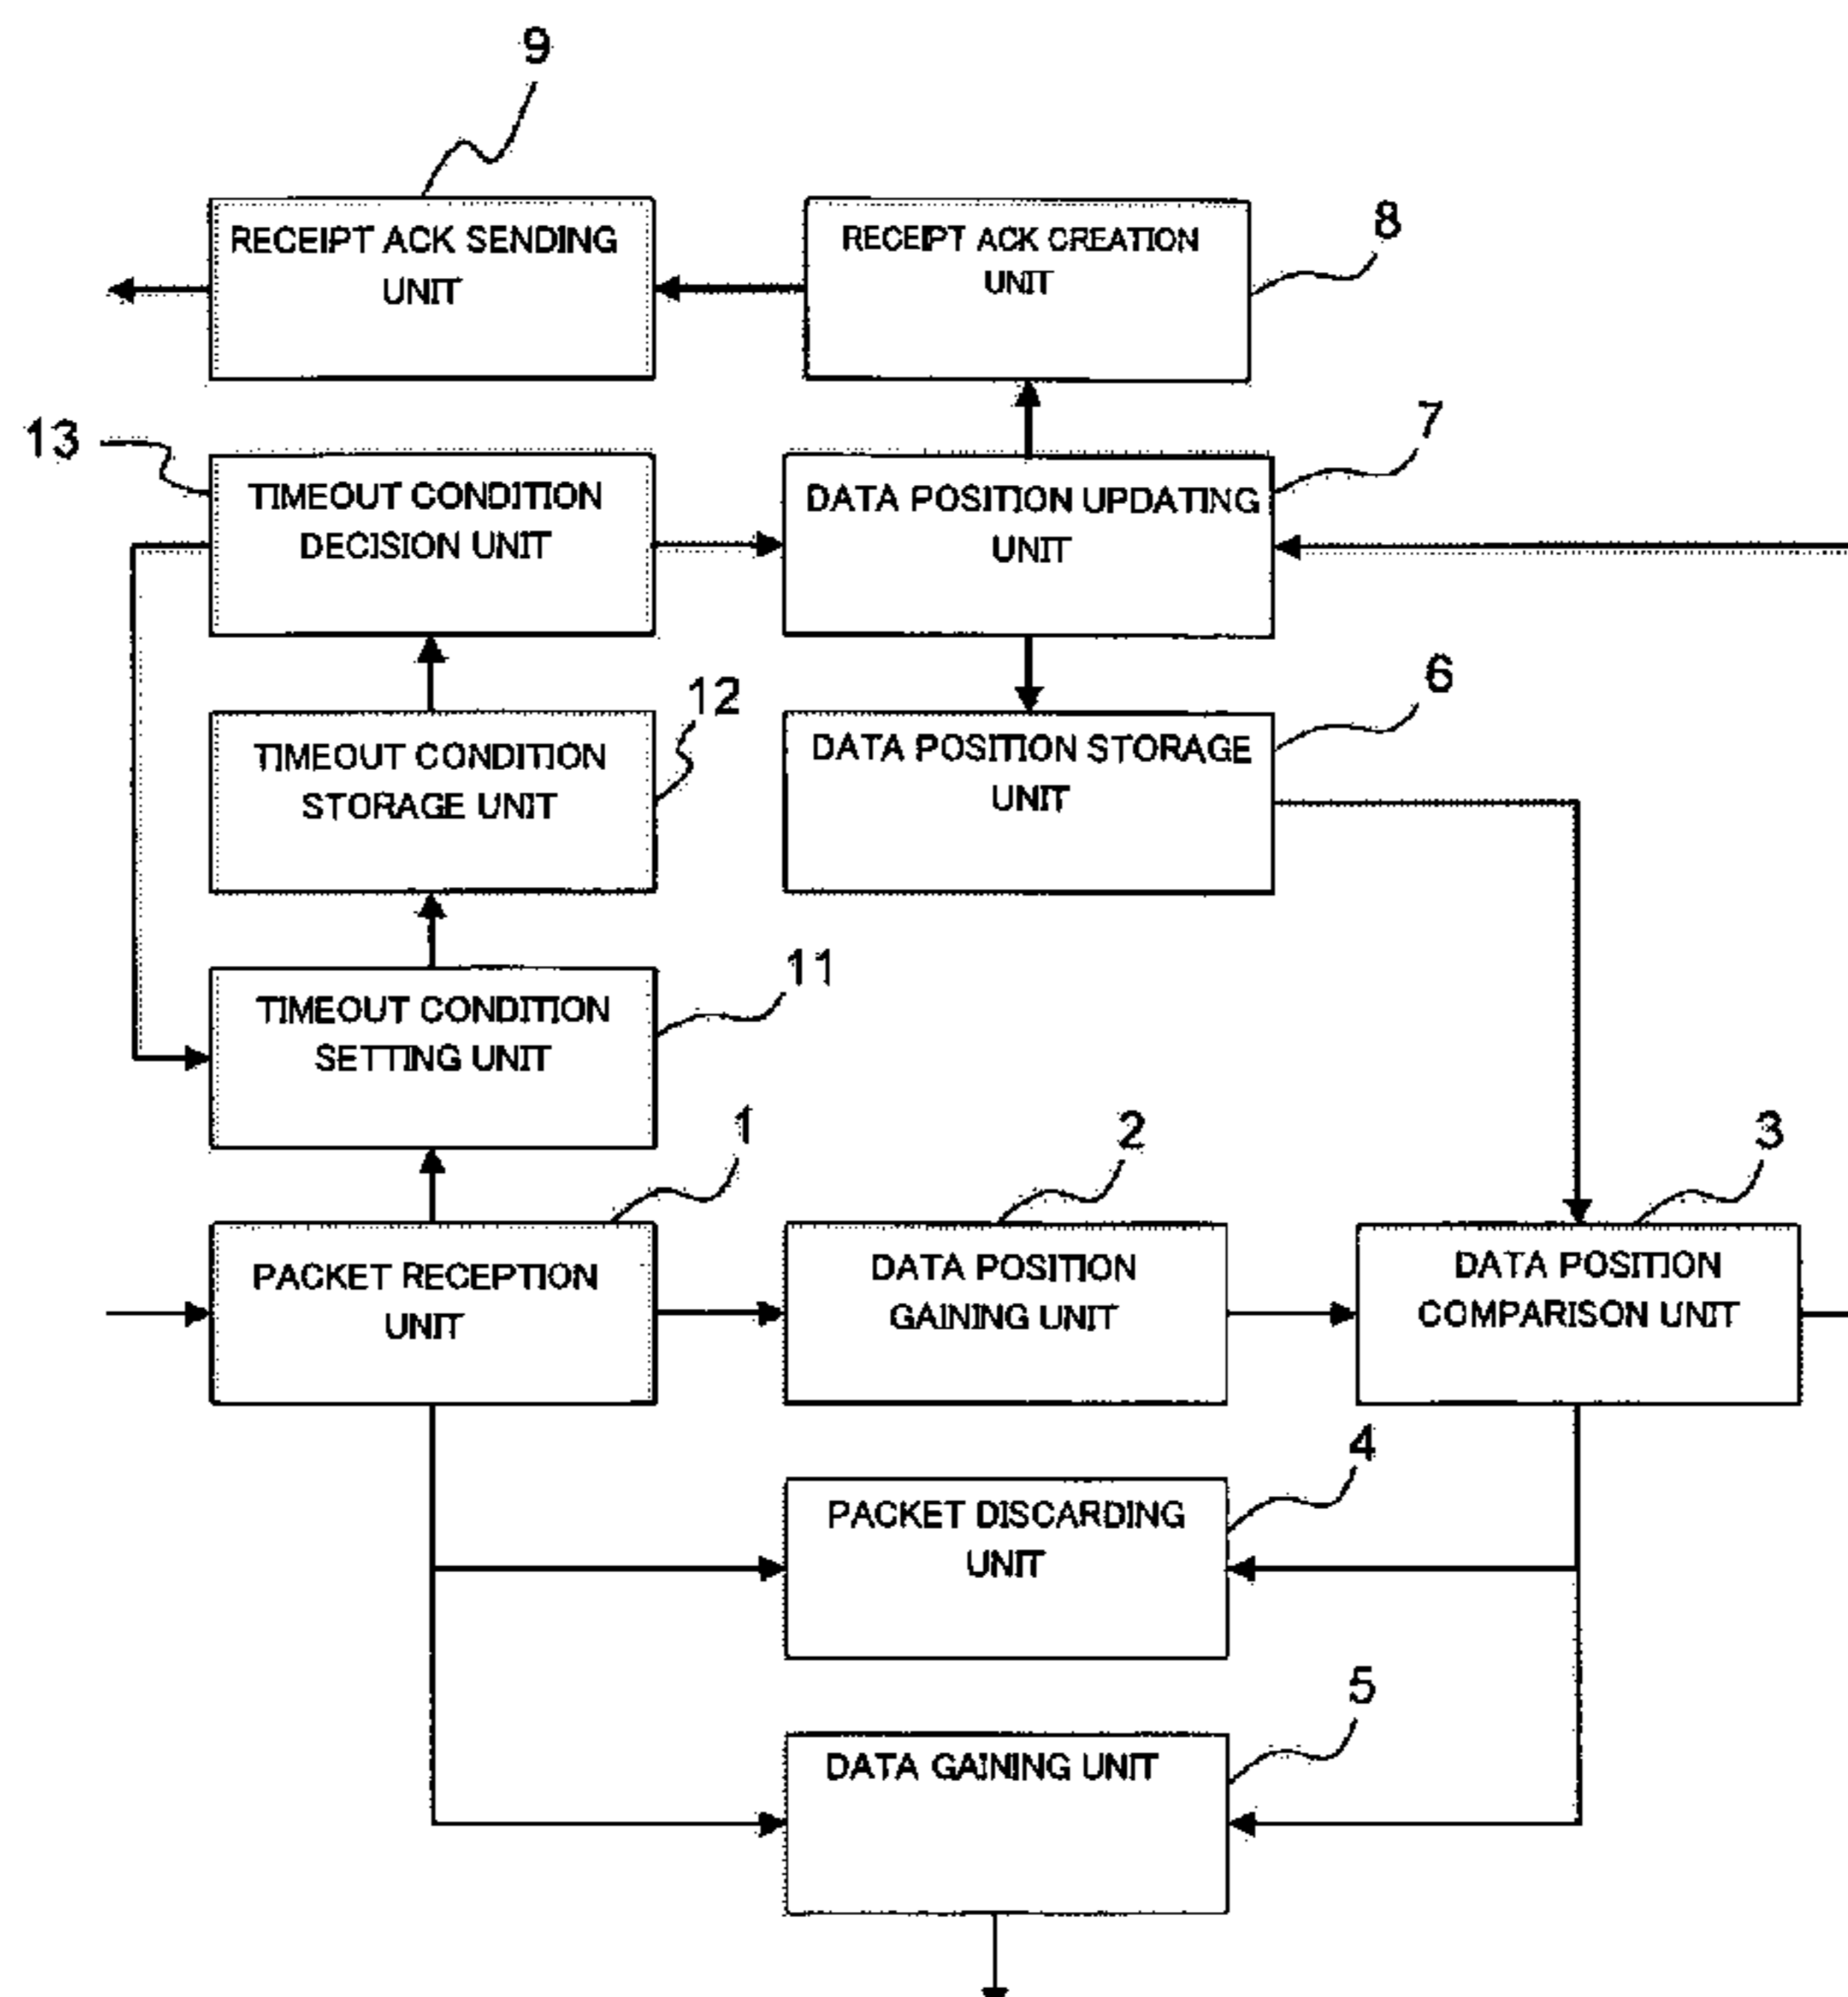 9
RECEIPT ACK SENDING
UNIT
RECEIPT ACK CREATION
UNIT
8
13
TIMEOUT CONDITION
DECISION UNIT
DATA POSITION UPDATING
UNIT
7
TIMEOUT CONDITION
STORAGE UNIT
12
DATA POSITION STORAGE
UNIT
6
TIMEOUT CONDITION
SETTING UNIT
11
PACKET RECEPTION
UNIT
1
DATA POSITION
GAINING UNIT
2
DATA POSITION
COMPARISON UNIT
3
PACKET DISCARDING
UNIT
4
DATA GAINING UNIT
5